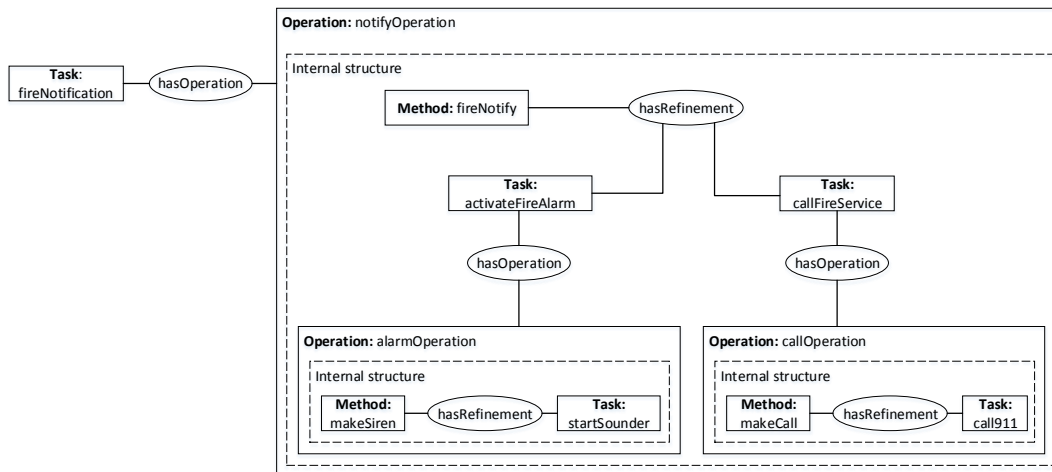 Operation: notifyOperation
Internal structure
Task:
fireNotification
hasOperation
Method: fireNotify
hasRefinement
Task:
activateFireAlarm
Task:
callFireService
hasOperation
hasOperation
Operation: alarmOperation
Internal structure
Method:
makeSiren
hasRefinement
Task:
startSounder
Operation: callOperation
Internal structure
Method:
makeCall
hasRefinement
Task:
call911